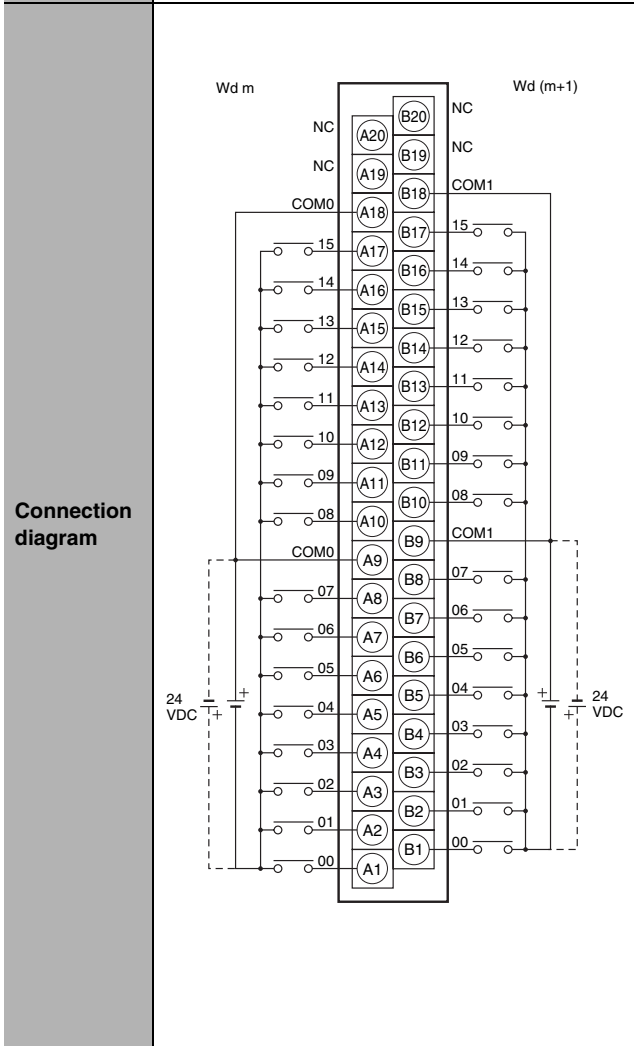 Connection
diagram
Wd m
Wd (m+1)
NC A20 B20 NC
NC A19 B19 NC
COM0 A18 B18 COM1
15 A17 B17 15
14 A16 B16 14
13 A15 B15 13
12 A14 B14 12
11 A13 B13 11
10 A12 B12 10
09 A11 B11 09
08 A10 B10 08
COM0 A9 B9 COM1
07 A8 B8 07
06 A7 B7 06
05 A6 B6 05
04 A5 B5 04
03 A4 B4 03
02 A3 B3 02
01 A2 B2 01
00 A1 B1 00
24
VDC
+
+
+
+
24
VDC